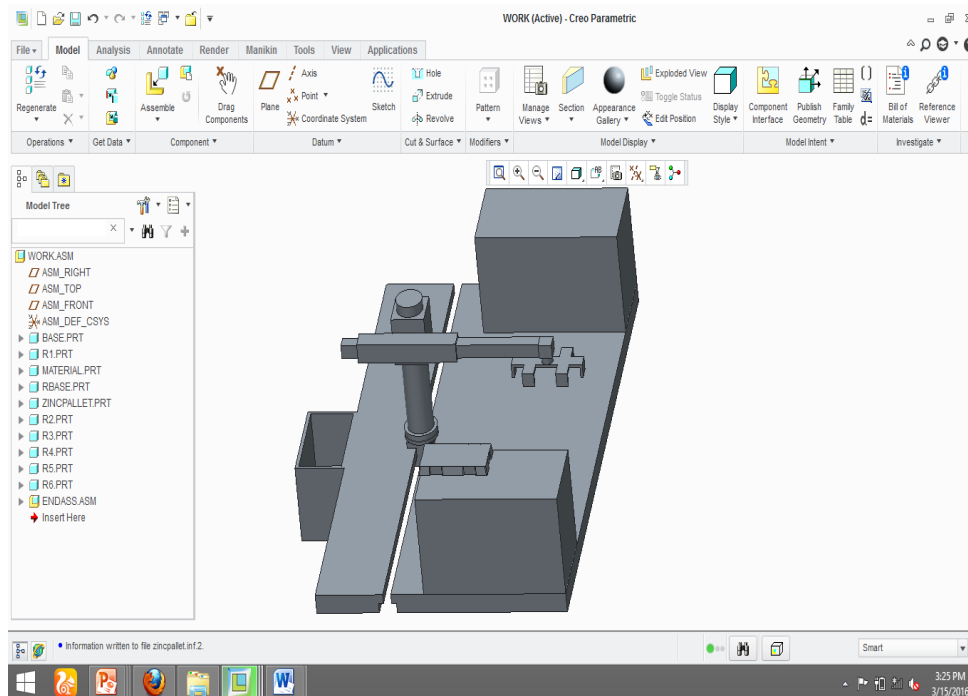 WORK (Active) - Creo Parametric
File Model Analysis Annotate Render Manikin Tools View Applications
Regenerate
Assemble
Drag Components
Plane
Axis
Point
Coordinate System
Sketch
Hole
Extrude
Revolve
Pattern
Manage Views
Section
Appearance Gallery
Exploded View
Toggle Status
Edit Position
Display Style
Component Interface
Publish Geometry
Family Table
d=
Bill of Materials
Reference Viewer
Operations Get Data Component Datum Cut & Surface Modifiers Model Display Model Intent Investigate
Model Tree
WORK.ASM
ASM_RIGHT
ASM_TOP
ASM_FRONT
ASM_DEF_CSYS
BASE.PRT
R1.PRT
MATERIAL.PRT
RBASE.PRT
ZINCPALLET.PRT
R2.PRT
R3.PRT
R4.PRT
R5.PRT
R6.PRT
ENDASS.ASM
Insert Here
Information written to file zincpallet.inf.2.
Smart
3:25 PM